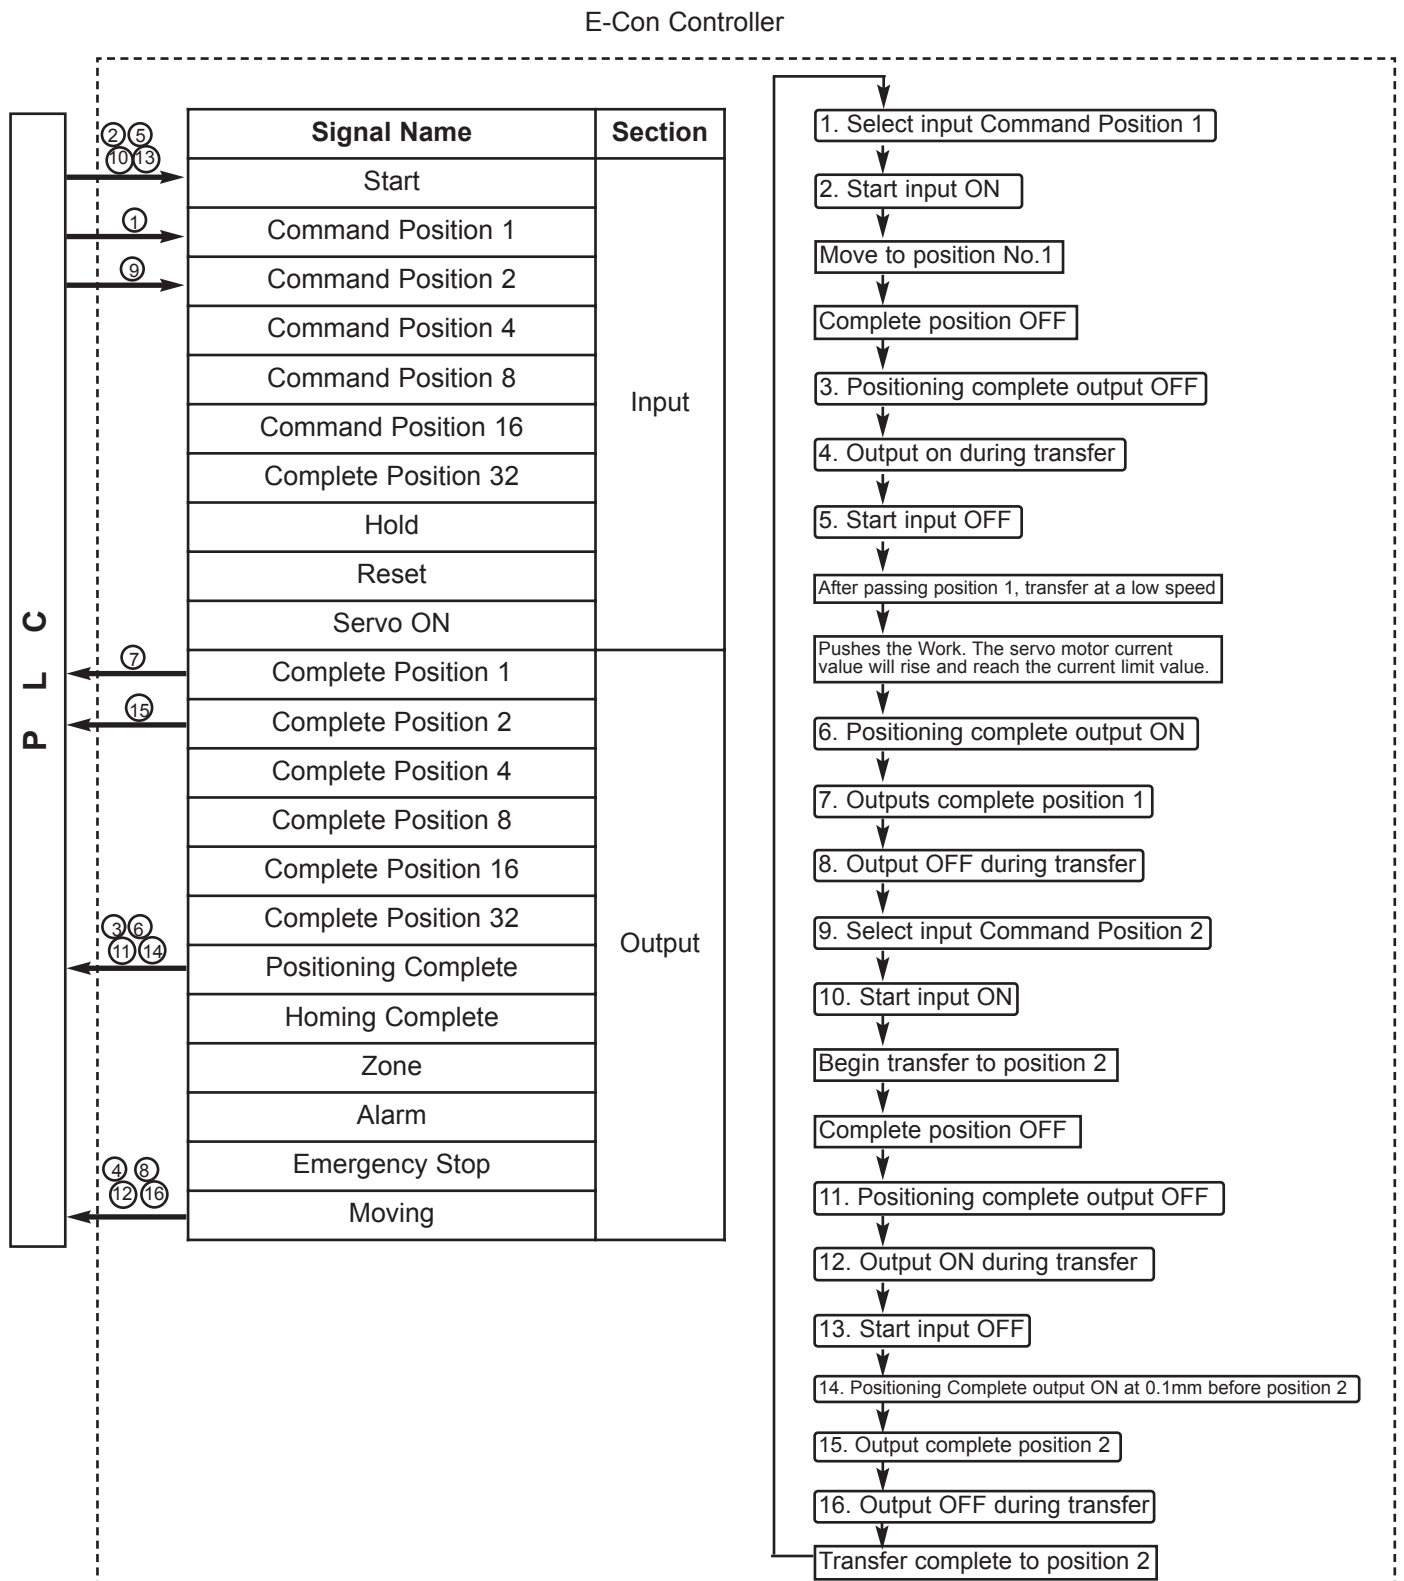 E-Con Controller
P L C
② ⑤
⑩ ⑬
①
⑨
⑦
⑮
③ ⑥
⑪ ⑭
④ ⑧
⑫ ⑯
Signal Name Section
Start
Command Position 1
Command Position 2
Command Position 4
Command Position 8
Command Position 16
Complete Position 32
Hold
Reset
Servo ON
Input
Complete Position 1
Complete Position 2
Complete Position 4
Complete Position 8
Complete Position 16
Complete Position 32
Positioning Complete
Homing Complete
Zone
Alarm
Emergency Stop
Moving
Output
1. Select input Command Position 1
2. Start input ON
Move to position No.1
Complete position OFF
3. Positioning complete output OFF
4. Output on during transfer
5. Start input OFF
After passing position 1, transfer at a low speed
Pushes the Work. The servo motor current
value will rise and reach the current limit value.
6. Positioning complete output ON
7. Outputs complete position 1
8. Output OFF during transfer
9. Select input Command Position 2
10. Start input ON
Begin transfer to position 2
Complete position OFF
11. Positioning complete output OFF
12. Output ON during transfer
13. Start input OFF
14. Positioning Complete output ON at 0.1mm before position 2
15. Output complete position 2
16. Output OFF during transfer
Transfer complete to position 2